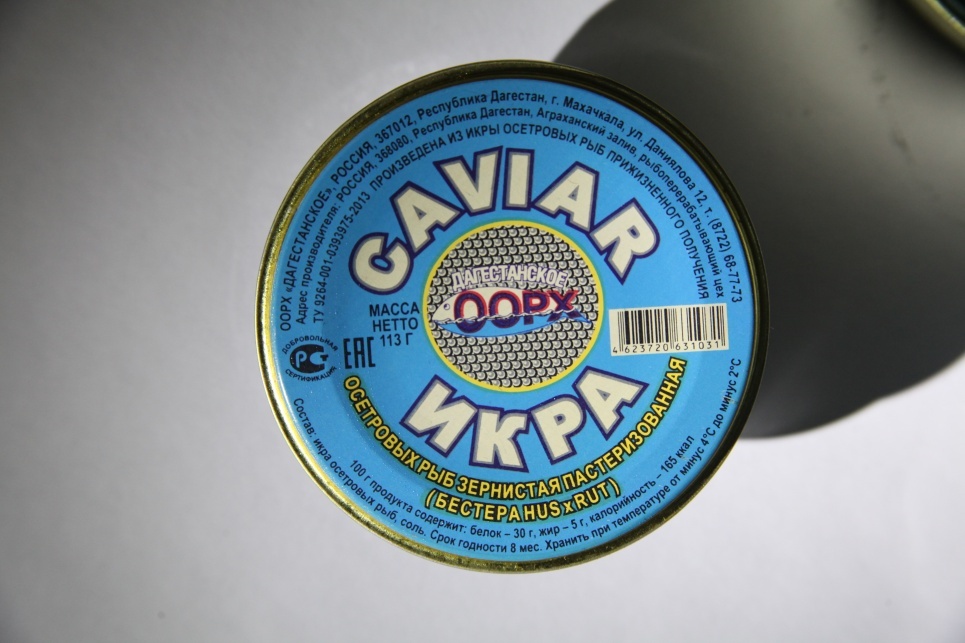 ООРХ «ДАГЕСТАНСКОЕ», РОССИЯ, 367012, Республика Дагестан, г. Махачкала, ул. Даниялова 12, т. (8722) 68-77-73
Адрес производителя: РОССИЯ, 368080, Республика Дагестан, Аграханский залив, рыбоперерабатывающий цех
ТУ 9264-001-0393975-2013 ПРОИЗВЕДЕНА ИЗ ИКРЫ ОСЕТРОВЫХ РЫБ ПРИЖИЗНЕННОГО ПОЛУЧЕНИЯ
CAVIAR
ДАГЕСТАНСКОЕ
ООРХ
МАССА
НЕТТО
113 Г
4 623720 631031
ДОБРОВОЛЬНАЯ
РСТ
СЕРТИФИКАЦИЯ
ЕАС
ИКРА
ОСЕТРОВЫХ РЫБ ЗЕРНИСТАЯ ПАСТЕРИЗОВАННАЯ
(БЕСТЕРА HUS x RUT)
100 г продукта содержит: белок – 30 г, жир – 5 г, калорийность – 165 ккал
Состав: икра осетровых рыб, соль. Срок годности 8 мес. Хранить при температуре от минус 4°С до минус 2°С